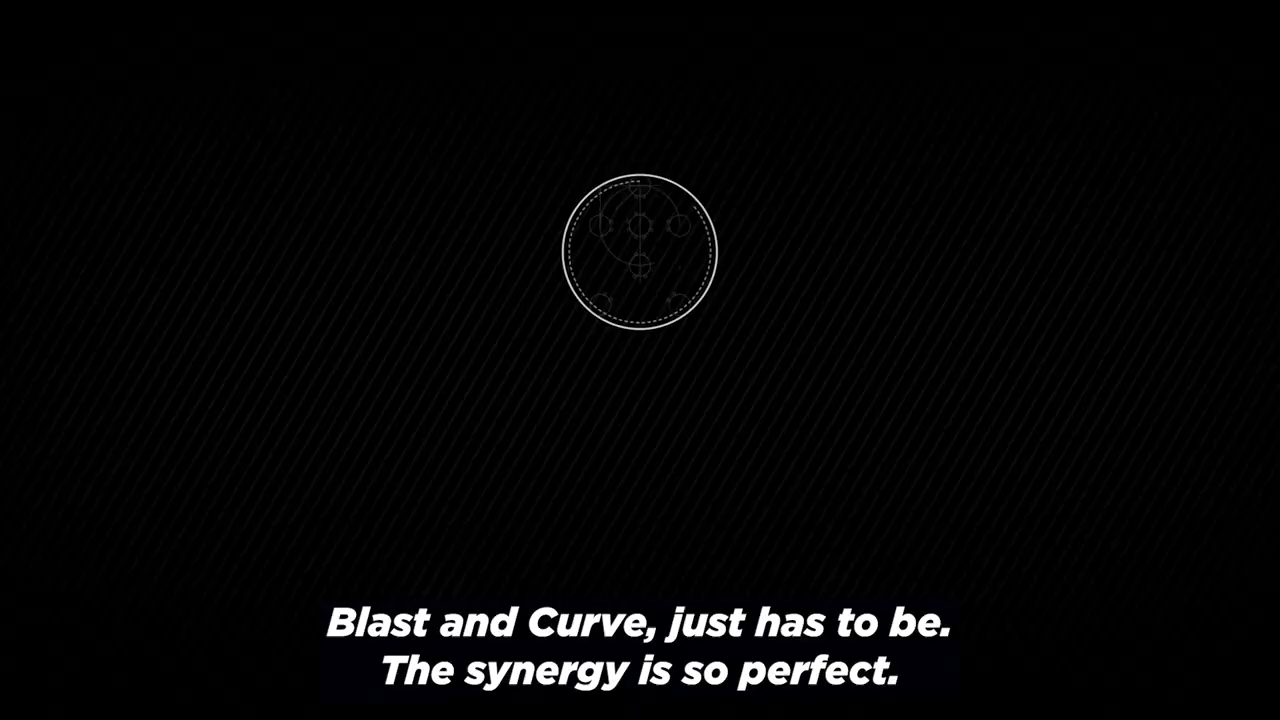 Blast and Curve, just has to be.
The synergy is so perfect.